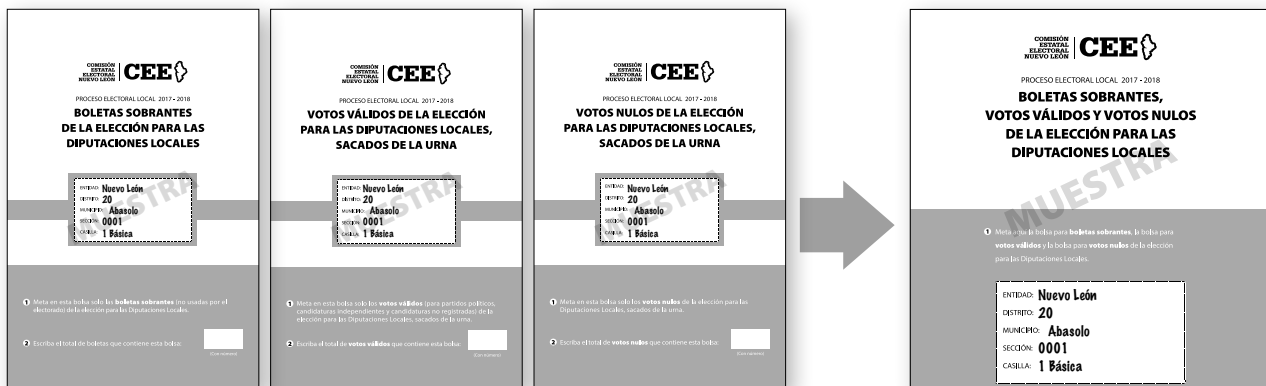 COMISIÓN
ESTATAL
ELECTORAL
NUEVO LEÓN
CEE
PROCESO ELECTORAL LOCAL 2017 - 2018
BOLETAS SOBRANTES
DE LA ELECCIÓN PARA LAS
DIPUTACIONES LOCALES
ENTIDAD: Nuevo León
DISTRITO: 20
MUNICIPIO: Abasolo
SECCIÓN: 0001
CASILLA: 1 Básica
MUESTRA
1 Meta en esta bolsa solo las boletas sobrantes (no usadas por el
electorado) de la elección para las Diputaciones Locales.
2 Escriba el total de boletas que contiene esta bolsa:
(Con número)
COMISIÓN
ESTATAL
ELECTORAL
NUEVO LEÓN
CEE
PROCESO ELECTORAL LOCAL 2017 - 2018
VOTOS VÁLIDOS DE LA ELECCIÓN
PARA LAS DIPUTACIONES LOCALES,
SACADOS DE LA URNA
ENTIDAD: Nuevo León
DISTRITO: 20
MUNICIPIO: Abasolo
SECCIÓN: 0001
CASILLA: 1 Básica
MUESTRA
1 Meta en esta bolsa solo los votos válidos (para partidos políticos,
candidaturas independientes y candidaturas no registradas) de la
elección para las Diputaciones Locales, sacados de la urna.
2 Escriba el total de votos válidos que contiene esta bolsa:
(Con número)
COMISIÓN
ESTATAL
ELECTORAL
NUEVO LEÓN
CEE
PROCESO ELECTORAL LOCAL 2017 - 2018
VOTOS NULOS DE LA ELECCIÓN
PARA LAS DIPUTACIONES LOCALES,
SACADOS DE LA URNA
ENTIDAD: Nuevo León
DISTRITO: 20
MUNICIPIO: Abasolo
SECCIÓN: 0001
CASILLA: 1 Básica
MUESTRA
1 Meta en esta bolsa solo los votos nulos de la elección para las
Diputaciones Locales, sacados de la urna.
2 Escriba el total de votos nulos que contiene esta bolsa:
(Con número)
COMISIÓN
ESTATAL
ELECTORAL
NUEVO LEÓN
CEE
PROCESO ELECTORAL LOCAL 2017 - 2018
BOLETAS SOBRANTES,
VOTOS VÁLIDOS Y VOTOS NULOS
DE LA ELECCIÓN PARA LAS
DIPUTACIONES LOCALES
MUESTRA
1 Meta aquí la bolsa para boletas sobrantes, la bolsa para
votos válidos y la bolsa para votos nulos de la elección
para las Diputaciones Locales.
ENTIDAD: Nuevo León
DISTRITO: 20
MUNICIPIO: Abasolo
SECCIÓN: 0001
CASILLA: 1 Básica